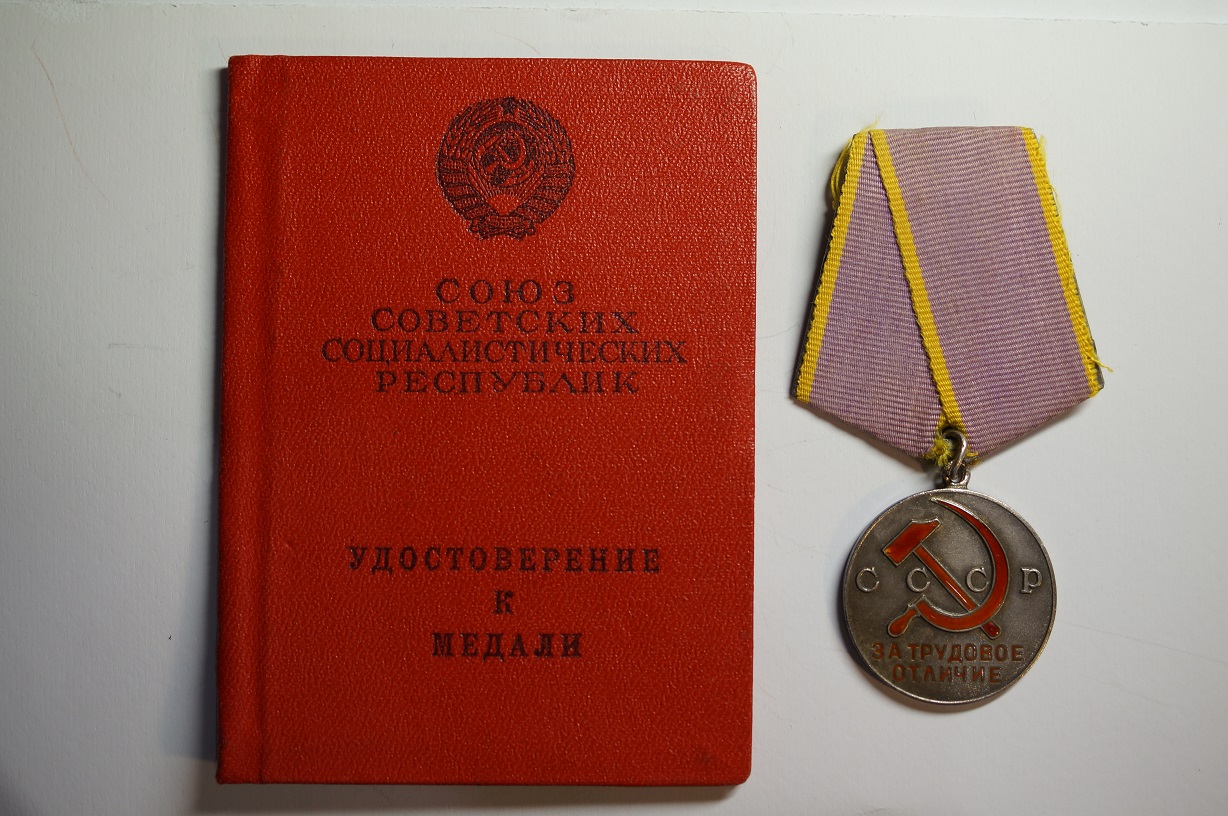 СОЮЗ
СОВЕТСКИХ
СОЦИАЛИСТИЧЕСКИХ
РЕСПУБЛИК
УДОСТОВЕРЕНИЕ
К
МЕДАЛИ
СССР
ЗА ТРУДОВОЕ
ОТЛИЧИЕ